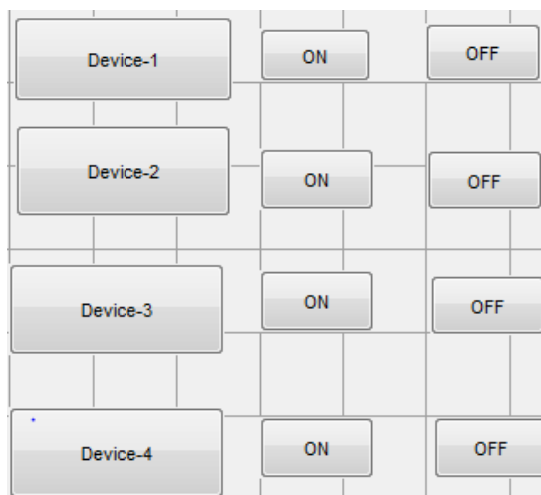 Device-1 ON OFF
Device-2 ON OFF
Device-3 ON OFF
Device-4 ON OFF